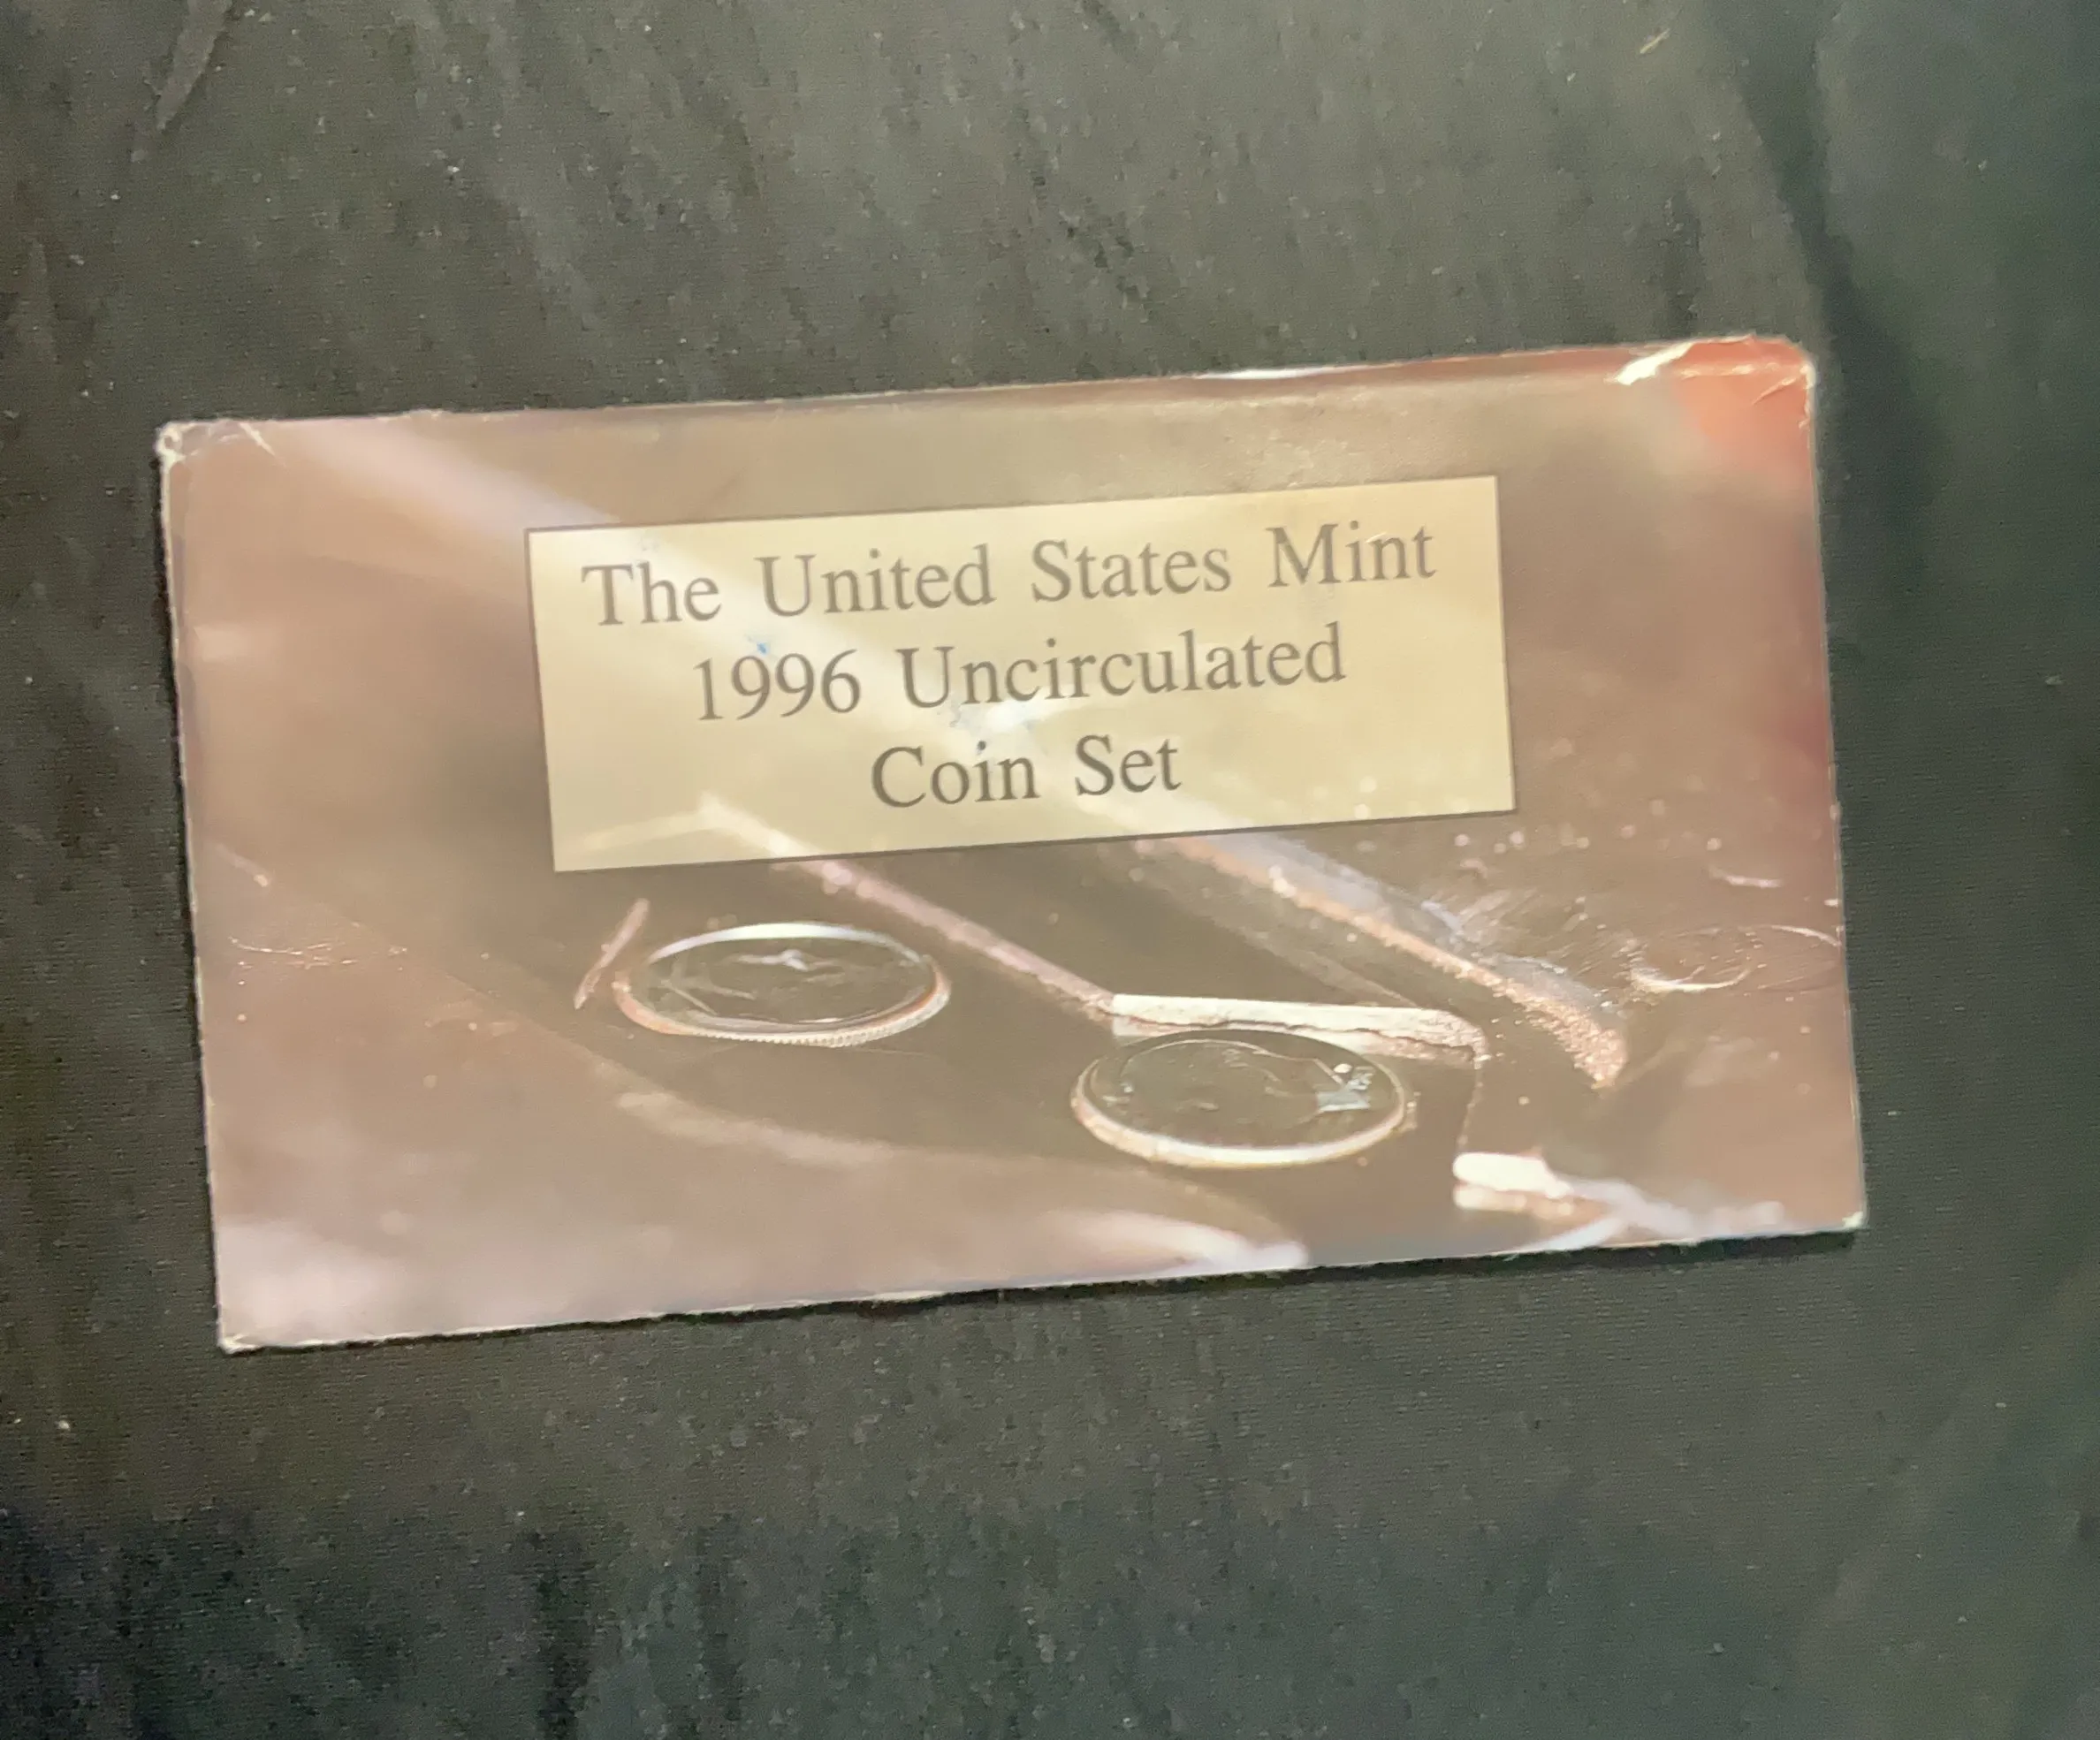 The United States Mint
1996 Uncirculated
Coin Set